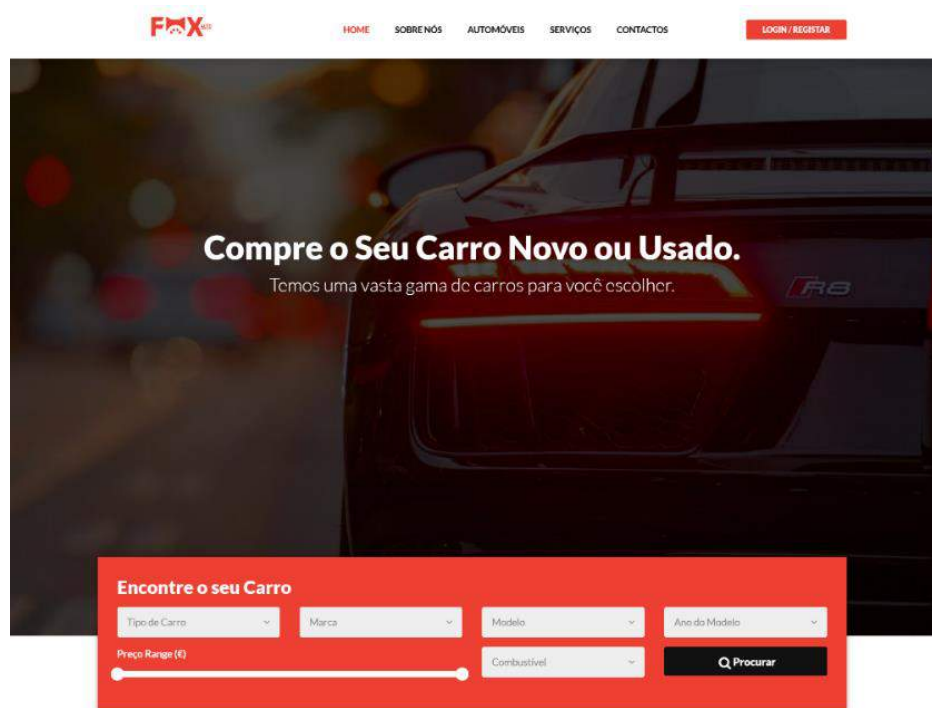 HOME SOBRE NÓS AUTOMÓVEIS SERVIÇOS CONTACTOS LOGIN / REGISTAR
Compre o Seu Carro Novo ou Usado.
Temos uma vasta gama de carros para você escolher.
R8
Encontre o seu Carro
Tipo de Carro Marca Modelo Ano do Modelo
Preço Range (€)
Combustível Procurar